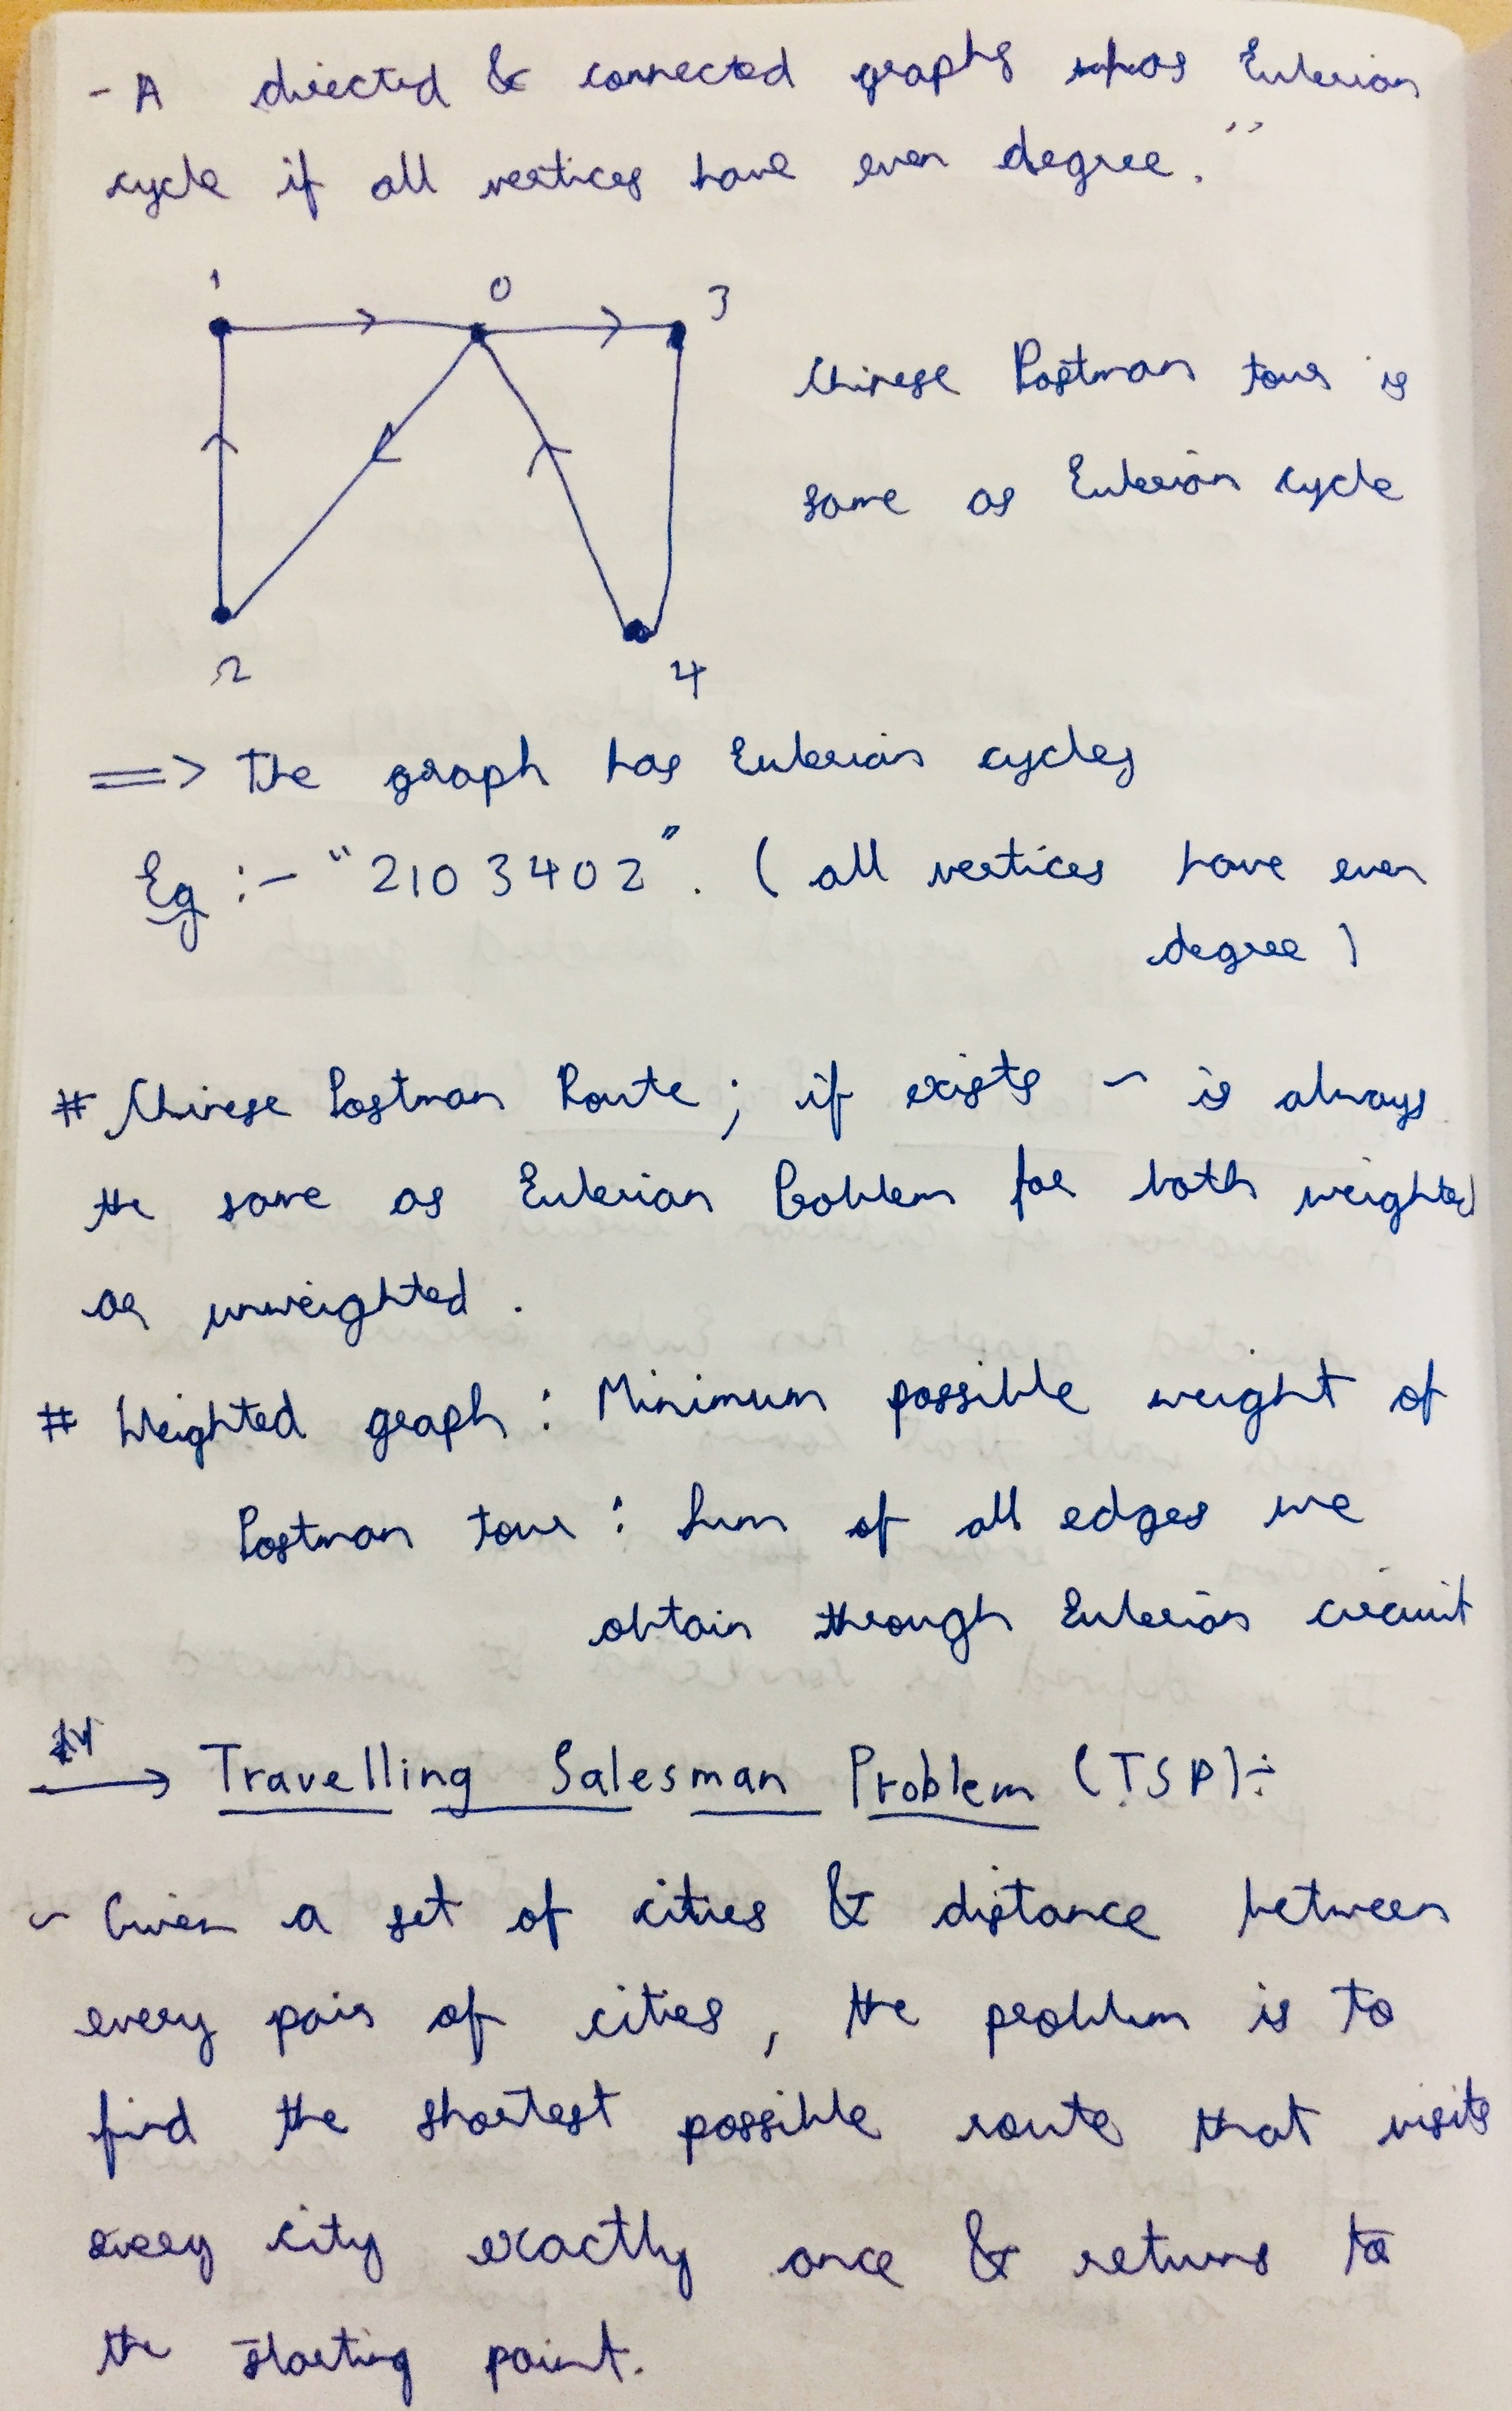 - A directed & connected graphs has Eulerian
cycle if all vertices have even degree."
1 0 3
Chinese Postman tour is
same as Eulerian cycle
2 4
=> The graph has Eulerian cycles
Eg :- "2103402". (all vertices have even
degree)
# Chinese Postman Route; if exists ~ is always
the same as Eulerian Problem for both weighted
or unweighted.
# Weighted graph : Minimum possible weight of
Postman tour : Sum of all edges we
obtain through Eulerian circuit
→ Travelling Salesman Problem (TSP):-
~ Given a set of cities & distance between
every pair of cities, the problem is to
find the shortest possible route that visits
every city exactly once & returns to
the starting point.